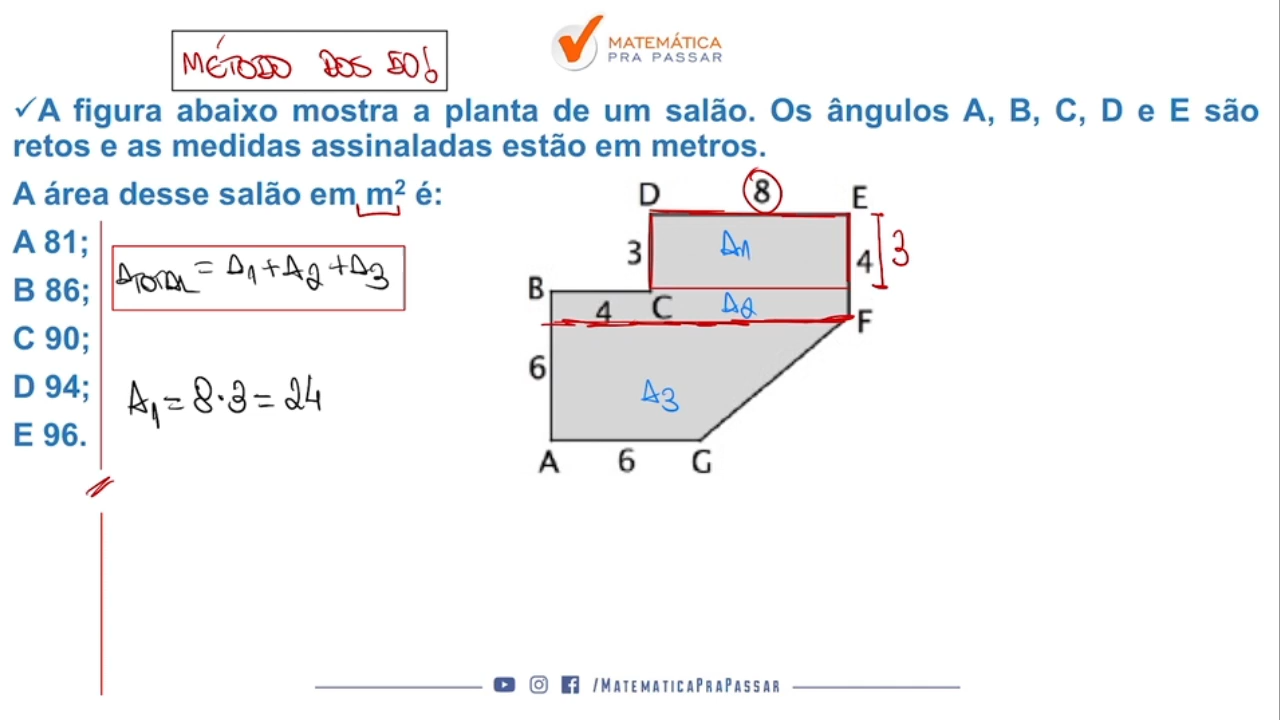 MÉTODO DOS 50!
MATEMÁTICA
PRA PASSAR
✓A figura abaixo mostra a planta de um salão. Os ângulos A, B, C, D e E são
retos e as medidas assinaladas estão em metros.
A área desse salão em m² é:
A 81;
B 86;
C 90;
D 94;
E 96.
ATOTAL = A1 + A2 + A3
A1 = 8·3 = 24
D 8 E
3 A1 4 3
B 4 C A2 F
6 A3
A 6 G
/MATEMATICAPRAPASSAR